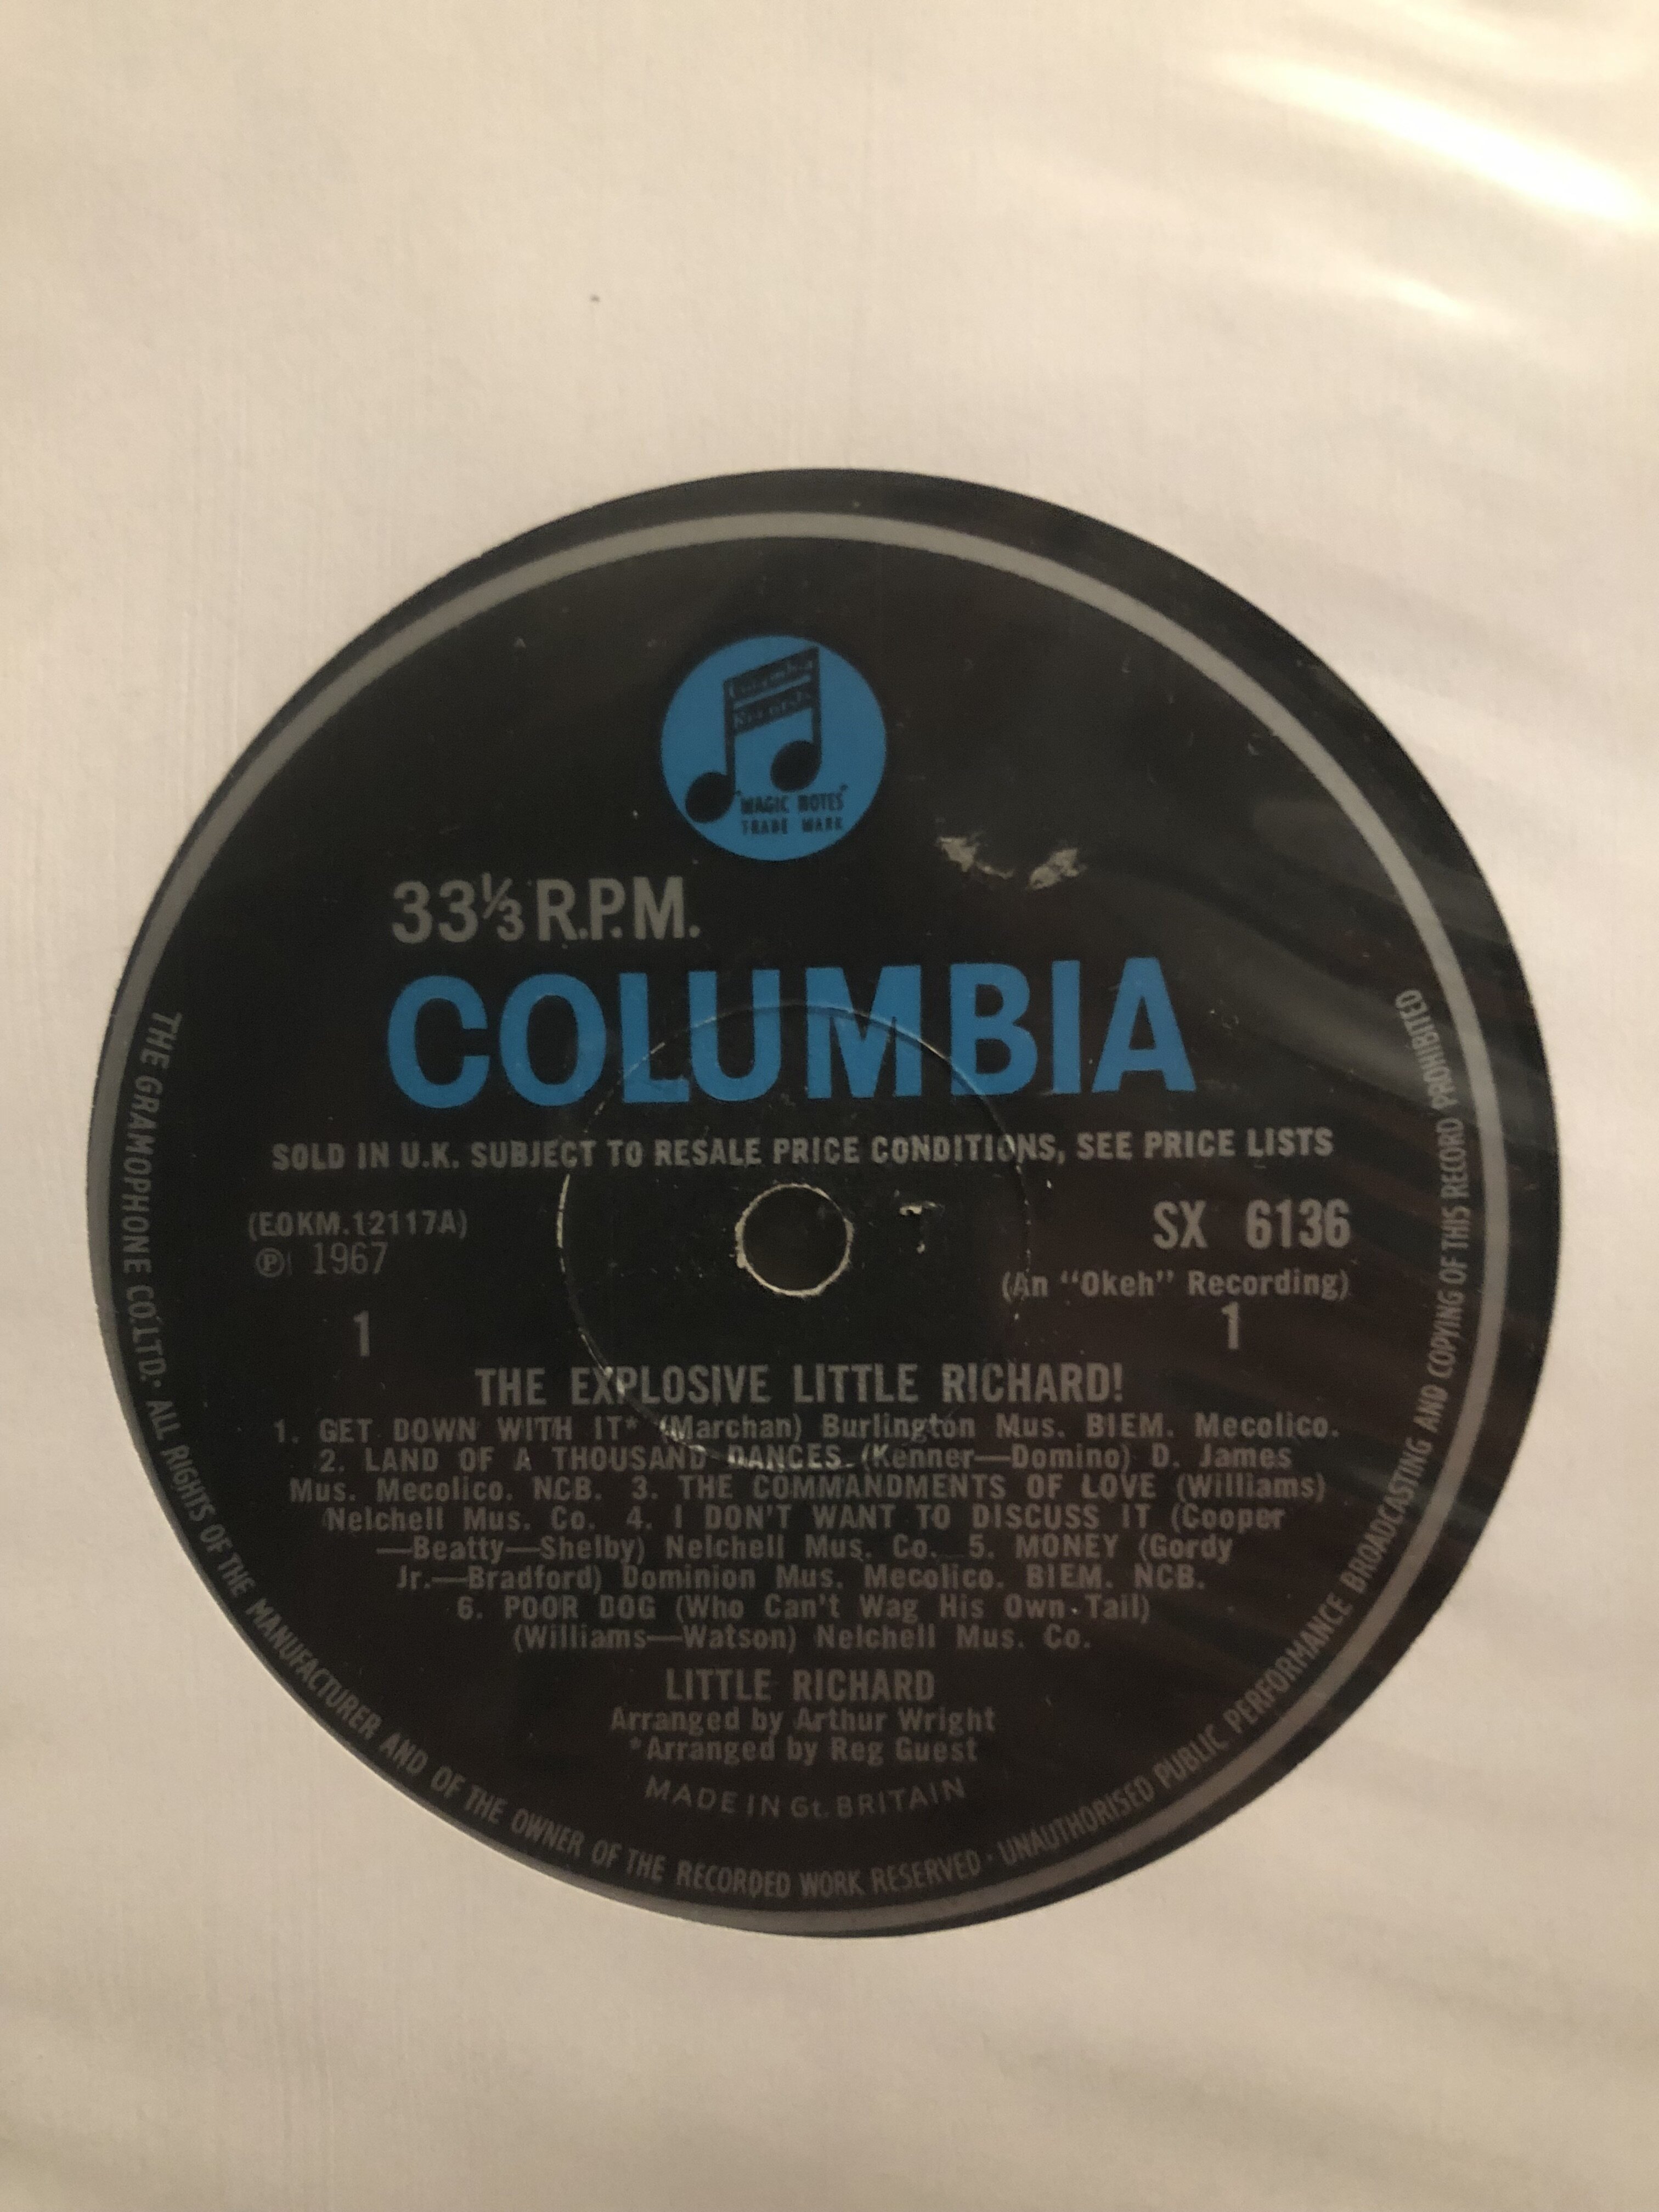 Columbia
Records
"MAGIC NOTES"
TRADE MARK
33⅓ R.P.M.
COLUMBIA
SOLD IN U.K. SUBJECT TO RESALE PRICE CONDITIONS, SEE PRICE LISTS
(EOKM.12117A)
SX 6136
Ⓟ 1967
(An "Okeh" Recording)
1
1
THE EXPLOSIVE LITTLE RICHARD!
1. GET DOWN WITH IT* (Marchan) Burlington Mus. BIEM. Mecolico.
2. LAND OF A THOUSAND DANCES (Kenner—Domino) D. James
Mus. Mecolico. NCB. 3. THE COMMANDMENTS OF LOVE (Williams)
Nelchell Mus. Co. 4. I DON'T WANT TO DISCUSS IT (Cooper
—Beatty—Shelby) Nelchell Mus. Co. 5. MONEY (Gordy
Jr.—Bradford) Dominion Mus. Mecolico. BIEM. NCB.
6. POOR DOG (Who Can't Wag His Own Tail)
(Williams—Watson) Nelchell Mus. Co.
LITTLE RICHARD
Arranged by Arthur Wright
*Arranged by Reg Guest
MADE IN Gt. BRITAIN
THE GRAMOPHONE CO. LTD. · ALL RIGHTS OF THE MANUFACTURER AND OF THE OWNER OF THE RECORDED WORK RESERVED · UNAUTHORISED PUBLIC PERFORMANCE BROADCASTING AND COPYING OF THIS RECORD PROHIBITED